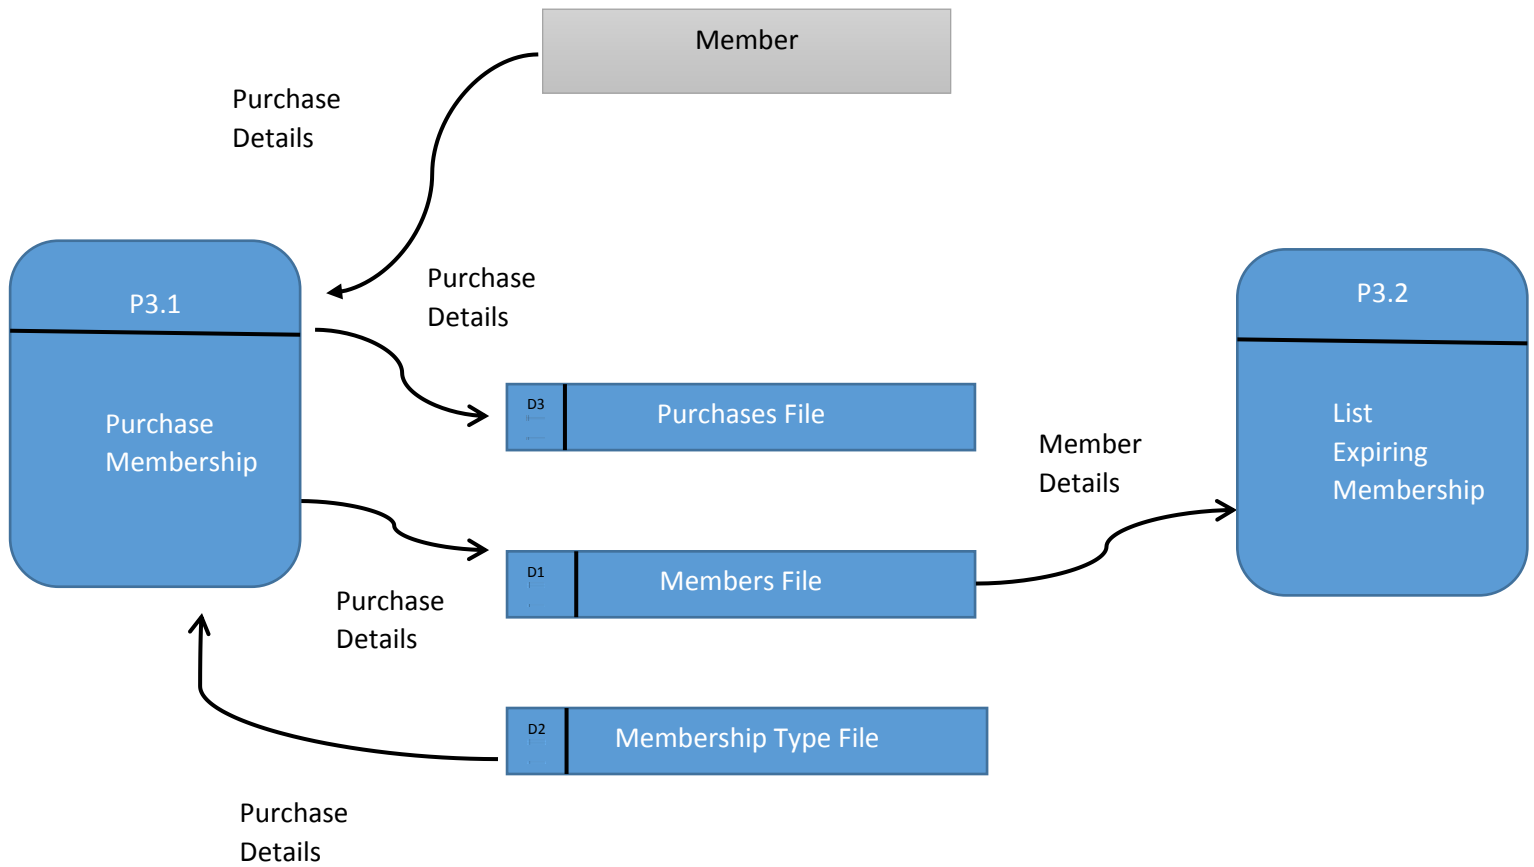 Member
Purchase
Details
Purchase
Details
P3.1
Purchase
Membership
D3
Purchases File
Member
Details
P3.2
List
Expiring
Membership
D1
Members File
Purchase
Details
D2
Membership Type File
Purchase
Details